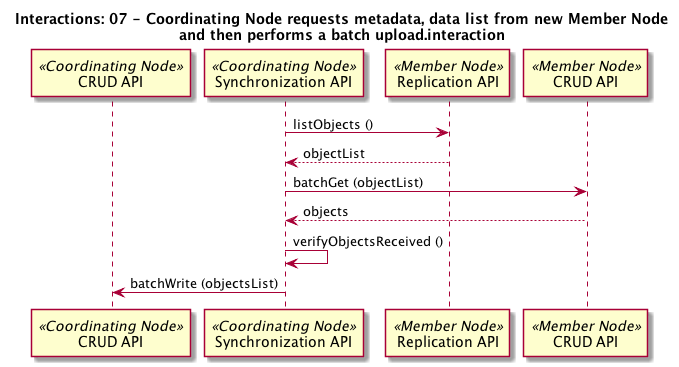 Interactions: 07 - Coordinating Node requests metadata, data list from new Member Node
and then performs a batch upload.interaction
«Coordinating Node»
CRUD API
«Coordinating Node»
Synchronization API
«Member Node»
Replication API
«Member Node»
CRUD API
listObjects ()
objectList
batchGet (objectList)
objects
verifyObjectsReceived ()
batchWrite (objectsList)
«Coordinating Node»
CRUD API
«Coordinating Node»
Synchronization API
«Member Node»
Replication API
«Member Node»
CRUD API